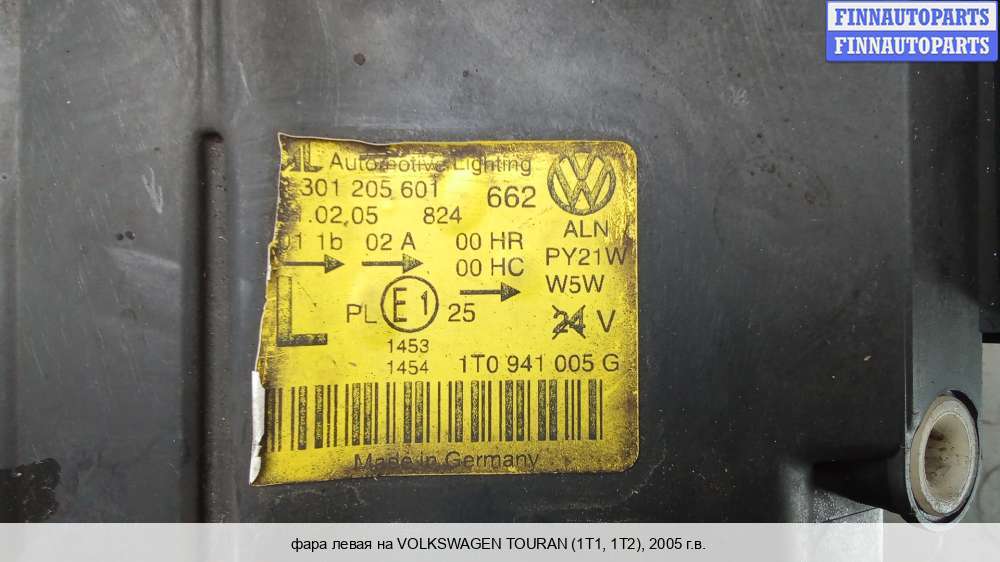 FINNAUTOPARTS
FINNAUTOPARTS
AL Automotive Lighting
301 205 601 662
.02,05 824 ALN
01 1b 02 A 00 HR PY21W
00 HC W5W
L PL E1 25 24 V
1453
1454 1T0 941 005 G
Made in Germany
фара левая на VOLKSWAGEN TOURAN (1T1, 1T2), 2005 г.в.